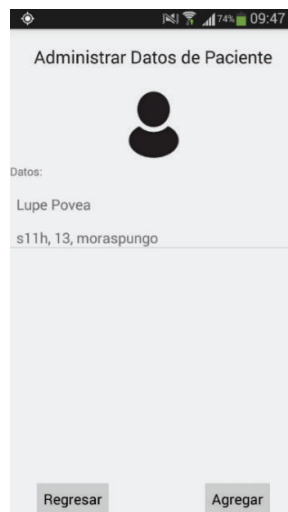 74% 09:47
Administrar Datos de Paciente
Datos:
Lupe Povea
s11h, 13, moraspungo
Regresar Agregar